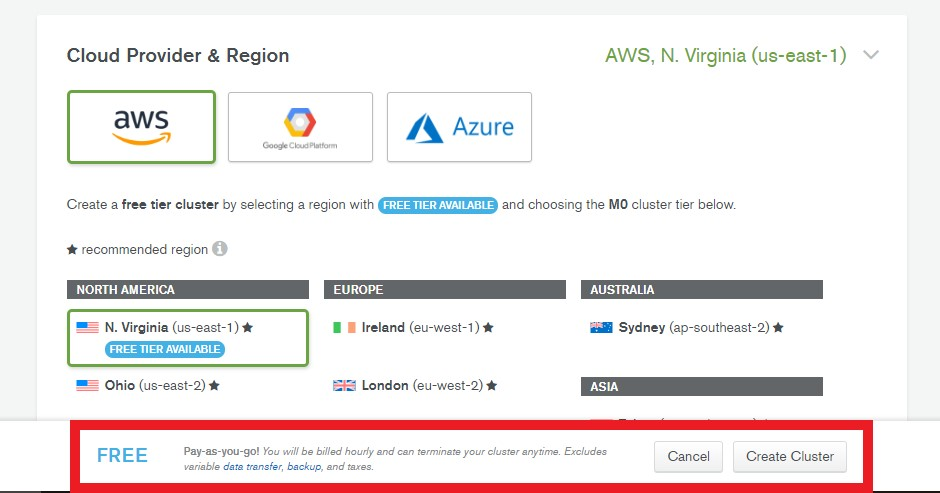 Cloud Provider & Region
AWS, N. Virginia (us-east-1)
aws
Google Cloud Platform
Azure
Create a free tier cluster by selecting a region with FREE TIER AVAILABLE and choosing the M0 cluster tier below.
★ recommended region
NORTH AMERICA
N. Virginia (us-east-1) ★
FREE TIER AVAILABLE
Ohio (us-east-2) ★
EUROPE
Ireland (eu-west-1) ★
London (eu-west-2) ★
AUSTRALIA
Sydney (ap-southeast-2) ★
ASIA
FREE
Pay-as-you-go! You will be billed hourly and can terminate your cluster anytime. Excludes
variable data transfer, backup, and taxes.
Cancel
Create Cluster